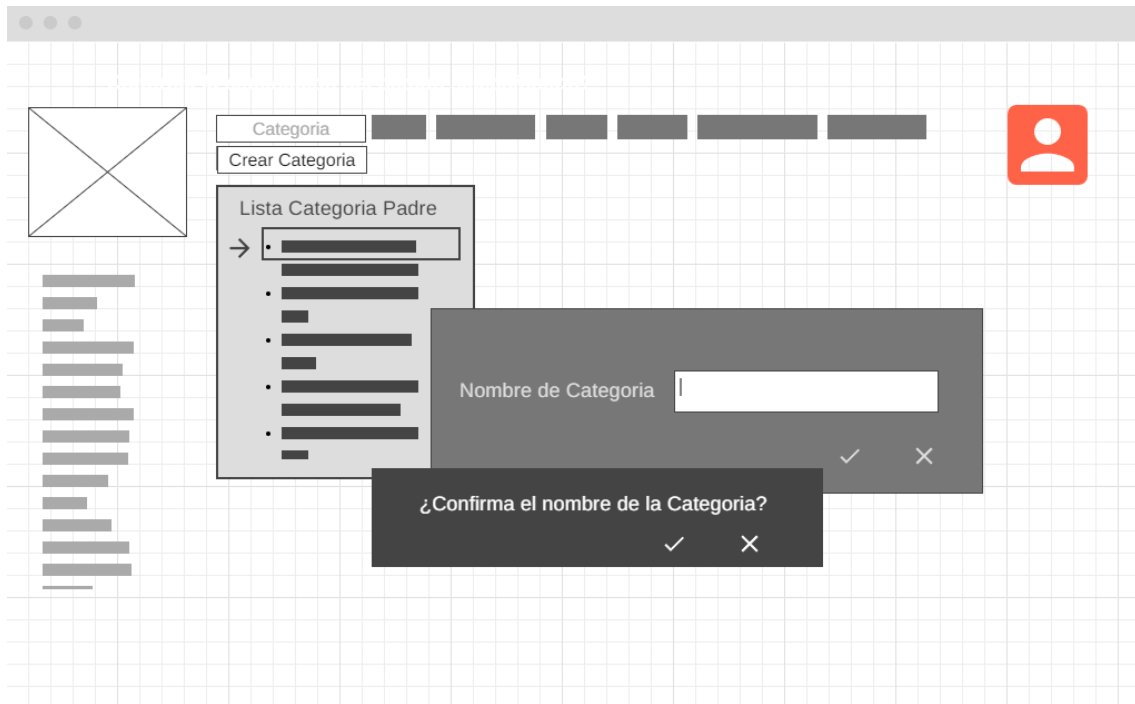 Categoria
Crear Categoria
Lista Categoria Padre
Nombre de Categoria
¿Confirma el nombre de la Categoria?